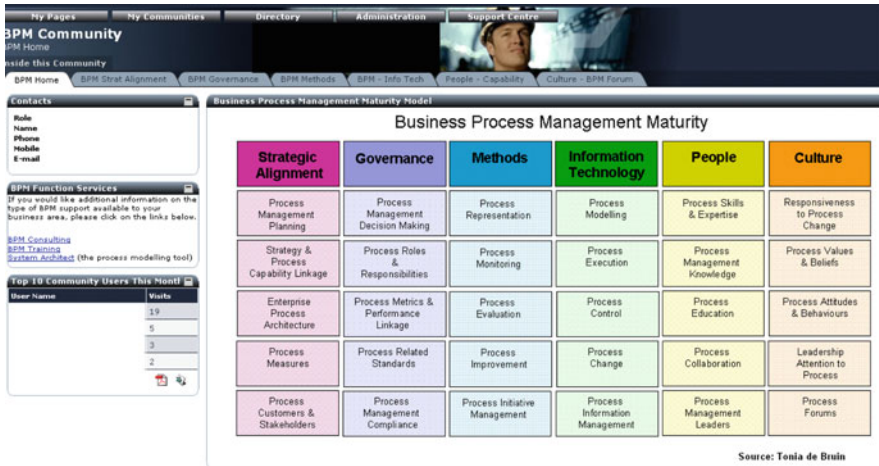 My Pages
My Communities
Directory
Administration
Support Centre
BPM Community
BPM Home
Inside this Community
BPM Home
BPM Strat Alignment
BPM Governance
BPM Methods
BPM - Info Tech
People - Capability
Culture - BPM Forum
Contacts
Role
Name
Phone
Mobile
E-mail
BPM Function Services
If you would like additional information on the
type of BPM support available to your
business area, please click on the links below.
BPM Consulting
BPM Training
System Architect (the process modelling tool)
Top 10 Community Users This Month
User Name Visits
19
5
3
2
Business Process Management Maturity Model
Business Process Management Maturity
Strategic
Alignment
Governance
Methods
Information
Technology
People
Culture
Process
Management
Planning
Process
Management
Decision Making
Process
Representation
Process
Modelling
Process Skills
& Expertise
Responsiveness
to Process
Change
Strategy &
Process
Capability Linkage
Process Roles
&
Responsibilities
Process
Monitoring
Process
Execution
Process
Management
Knowledge
Process Values
& Beliefs
Enterprise
Process
Architecture
Process Metrics &
Performance
Linkage
Process
Evaluation
Process
Control
Process
Education
Process Attitudes
& Behaviours
Process
Measures
Process Related
Standards
Process
Improvement
Process
Change
Process
Collaboration
Leadership
Attention to
Process
Process
Customers &
Stakeholders
Process
Management
Compliance
Process Initiative
Management
Process
Information
Management
Process
Management
Leaders
Process
Forums
Source: Tonia de Bruin